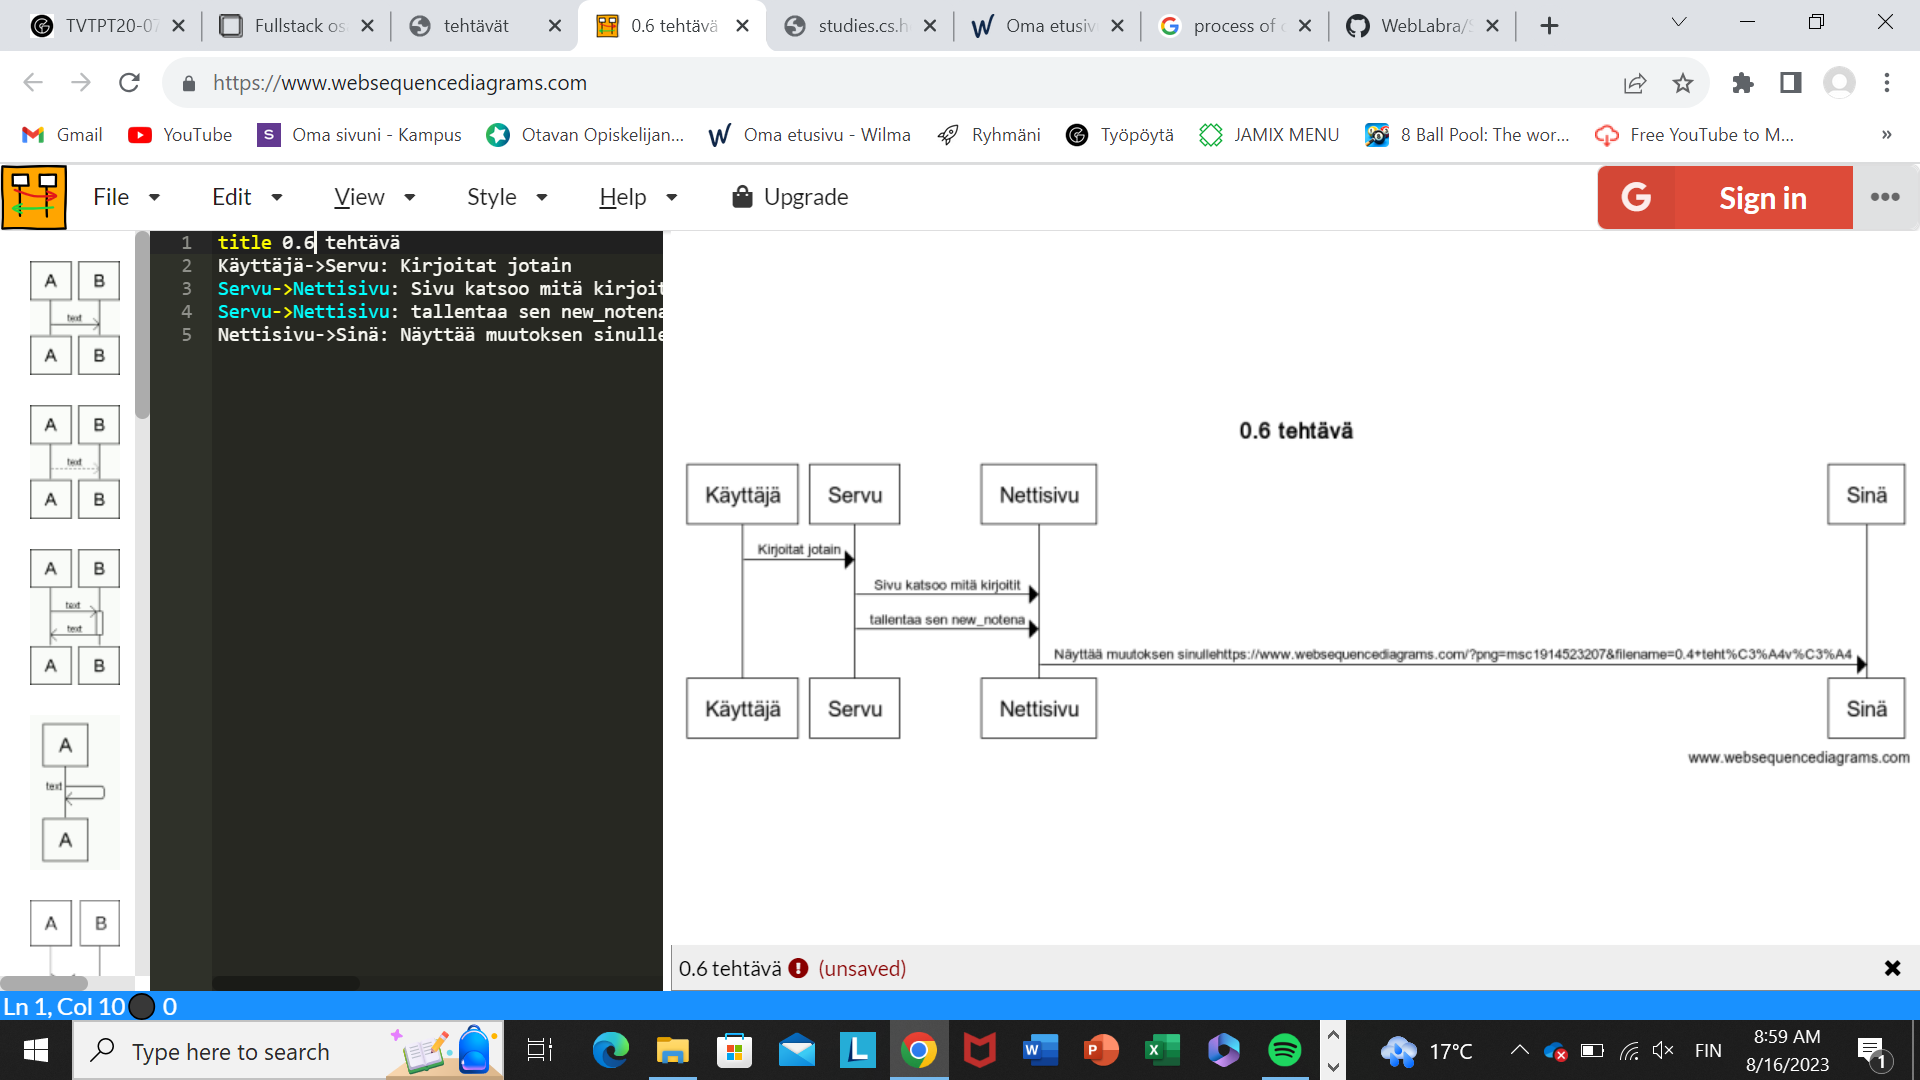 TVTPT20-07
Fullstack os
tehtävät
0.6 tehtävä
studies.cs.h
Oma etusiv
process of
WebLabra/
https://www.websequencediagrams.com
Gmail
YouTube
S
Oma sivuni - Kampus
Otavan Opiskelijan...
Oma etusivu - Wilma
Ryhmäni
Työpöytä
JAMIX MENU
8 Ball Pool: The wor...
Free YouTube to M...
»
File
Edit
View
Style
Help
Upgrade
G
Sign in
1 title 0.6 tehtävä
2 Käyttäjä->Servu: Kirjoitat jotain
3 Servu->Nettisivu: Sivu katsoo mitä kirjoit
4 Servu->Nettisivu: tallentaa sen new_notena
5 Nettisivu->Sinä: Näyttää muutoksen sinulle
A B
text
A B
A B
text
A B
A B
text
text
A B
A
text
A
A B
0.6 tehtävä
Käyttäjä Servu Nettisivu Sinä
Kirjoitat jotain
Sivu katsoo mitä kirjoitit
tallentaa sen new_notena
Näyttää muutoksen sinullehttps://www.websequencediagrams.com/?png=msc1914523207&filename=0.4+teht%C3%A4v%C3%A4
Käyttäjä Servu Nettisivu Sinä
www.websequencediagrams.com
0.6 tehtävä (unsaved)
Ln 1, Col 10 0
Type here to search
17°C
FIN
8:59 AM
8/16/2023
1